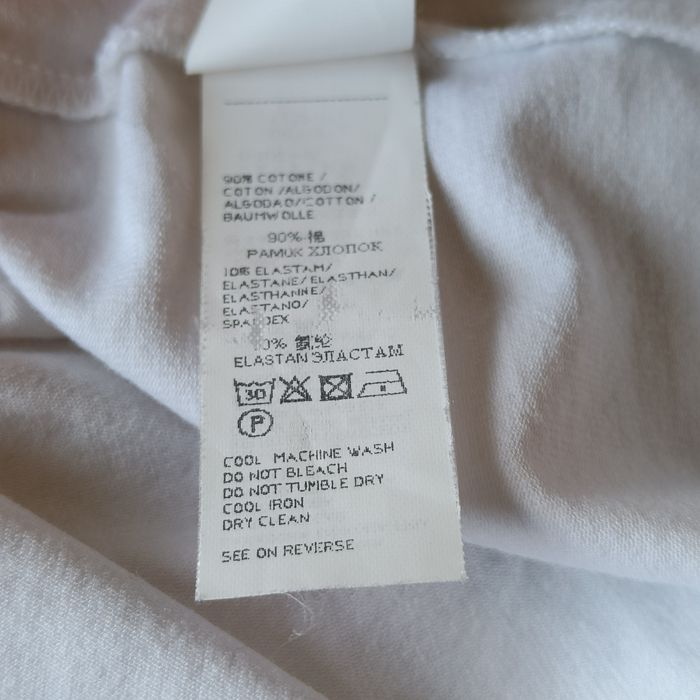 90% COTONE /
COTON /ALGODON/
ALGODAO/COTTON /
BAUMWOLLE
90% 棉
PAMUK ХЛОПОК
10% ELASTAM/
ELASTANE/ ELASTHAN/
ELASTHANNE/
ELASTANO/
SPANDEX
0% 氨纶
ELASTAN ЭЛАСТАМ
30
P
COOL MACHINE WASH
DO NOT BLEACH
DO NOT TUMBLE DRY
COOL IRON
DRY CLEAN
SEE ON REVERSE